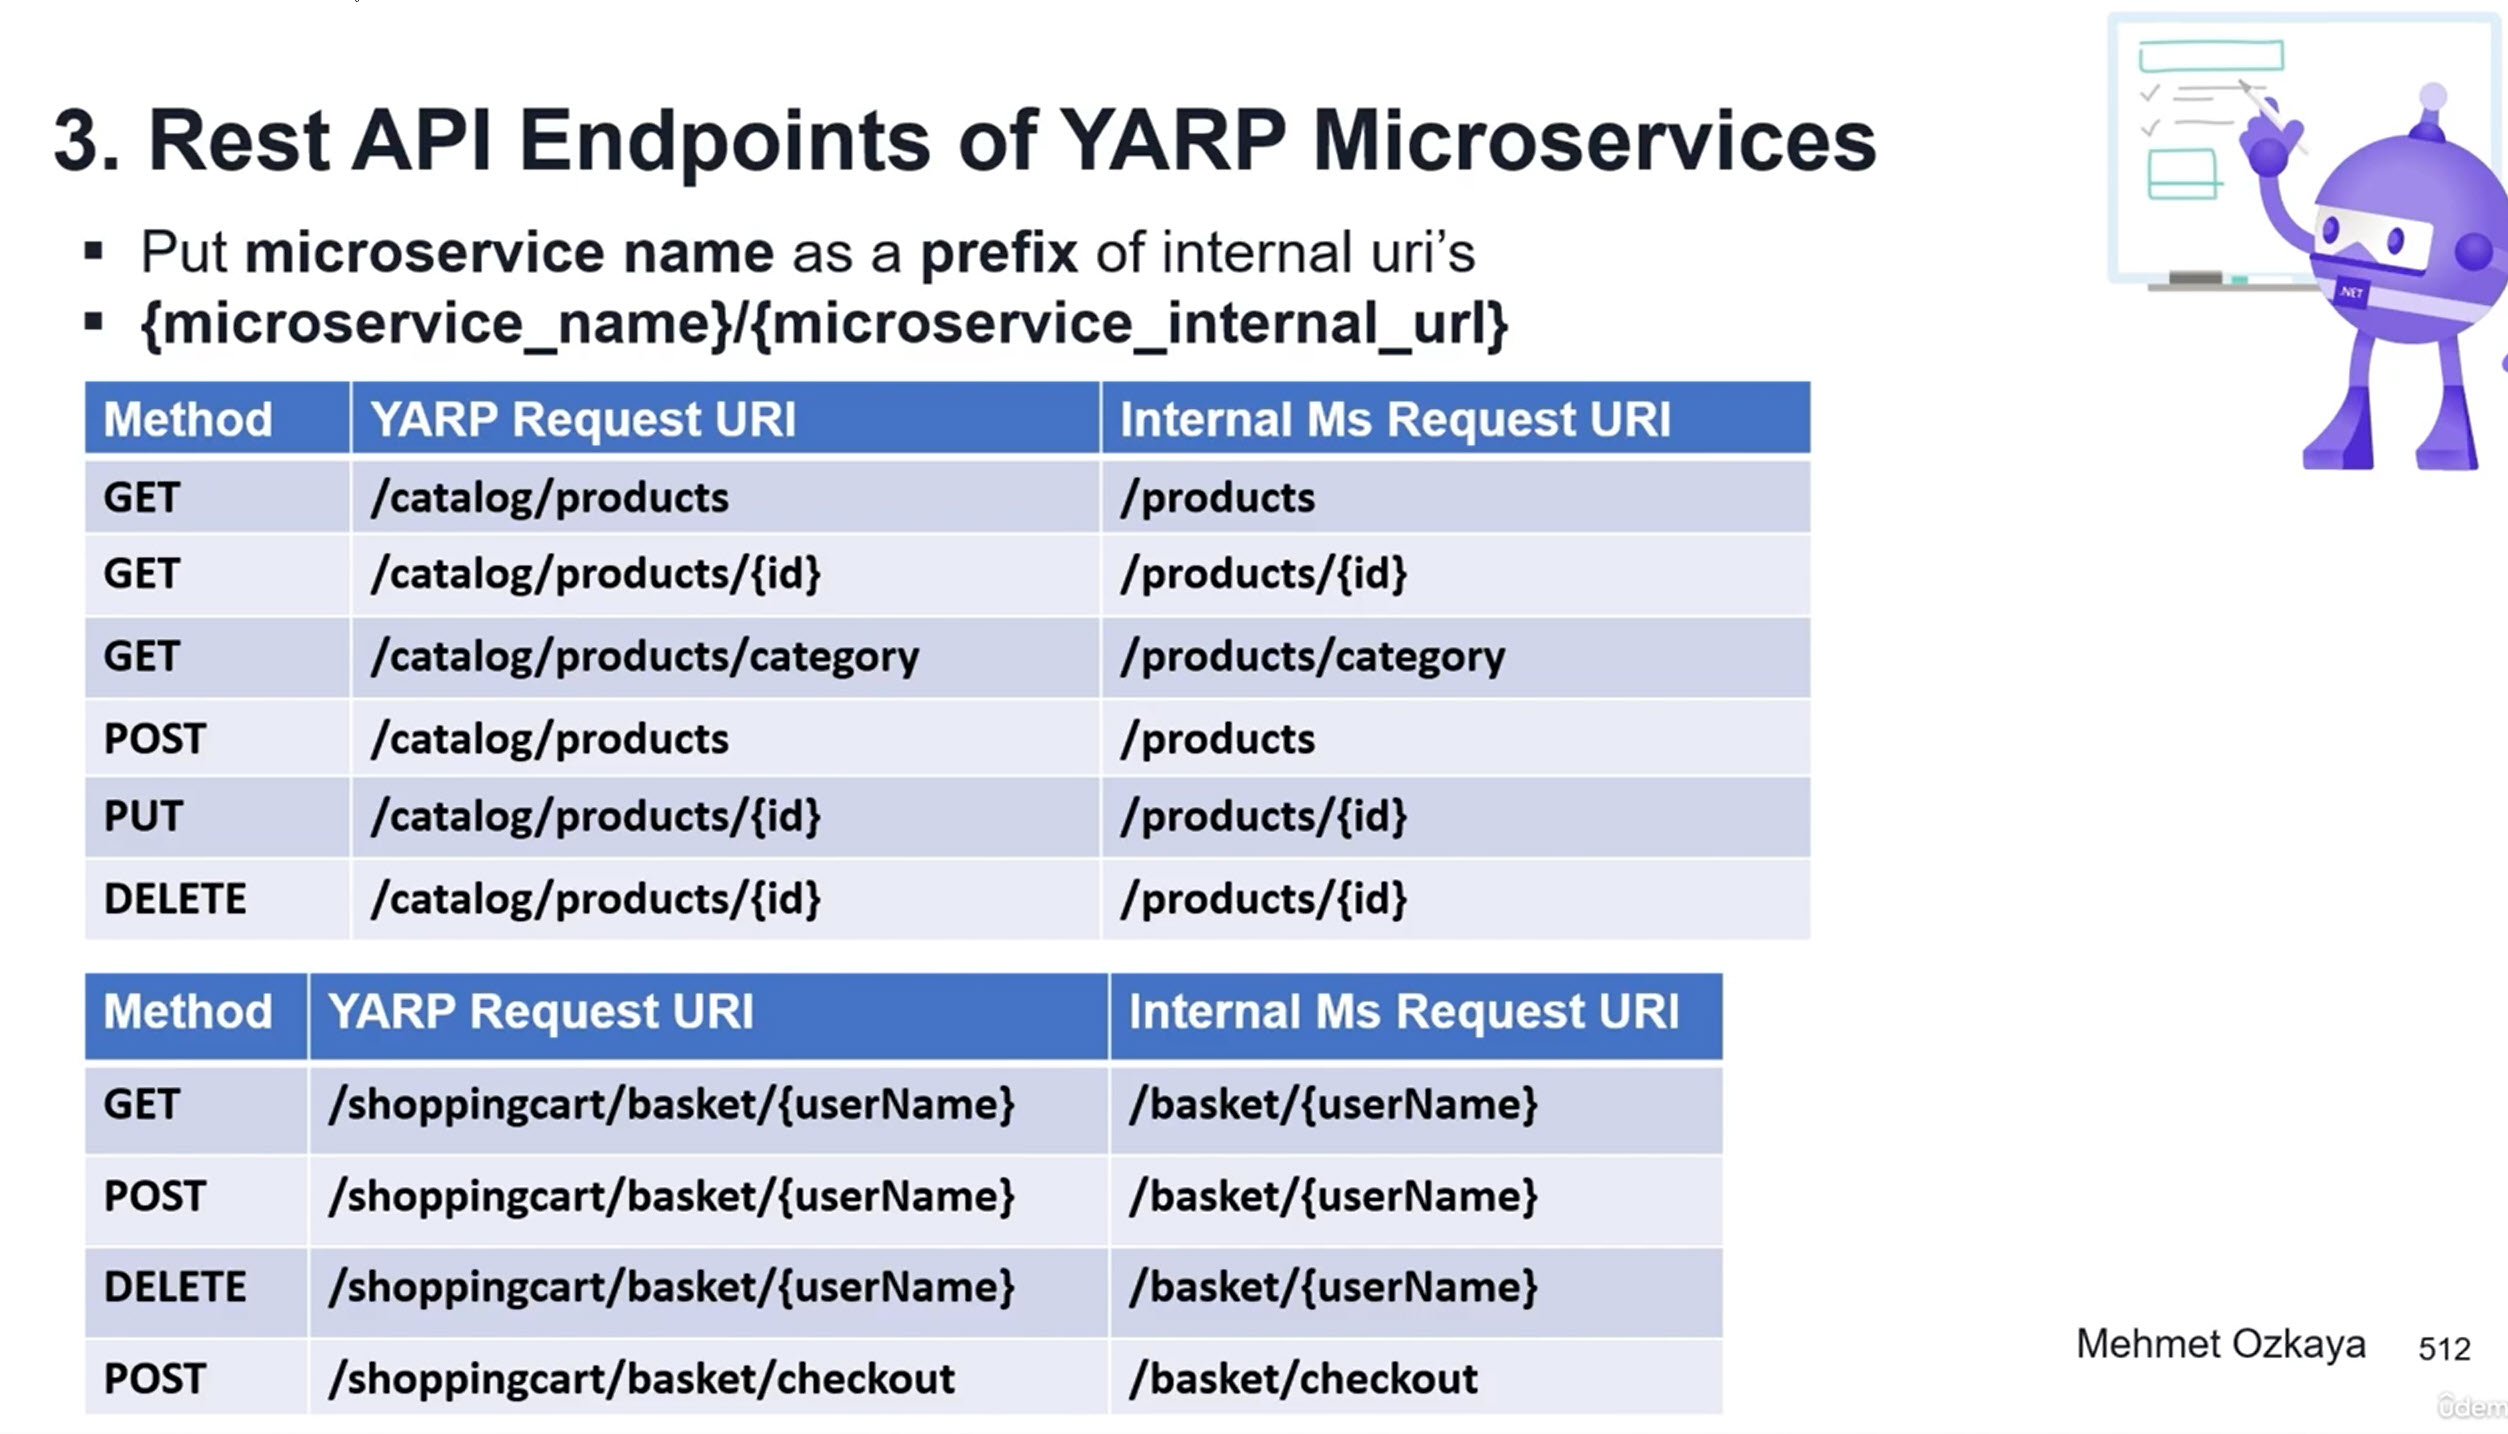 3. Rest API Endpoints of YARP Microservices
▪ Put microservice name as a prefix of internal uri’s
▪ {microservice_name}/{microservice_internal_url}
Method YARP Request URI Internal Ms Request URI
GET /catalog/products /products
GET /catalog/products/{id} /products/{id}
GET /catalog/products/category /products/category
POST /catalog/products /products
PUT /catalog/products/{id} /products/{id}
DELETE /catalog/products/{id} /products/{id}
Method YARP Request URI Internal Ms Request URI
GET /shoppingcart/basket/{userName} /basket/{userName}
POST /shoppingcart/basket/{userName} /basket/{userName}
DELETE /shoppingcart/basket/{userName} /basket/{userName}
POST /shoppingcart/basket/checkout /basket/checkout
.NET
Mehmet Ozkaya 512
ûdem